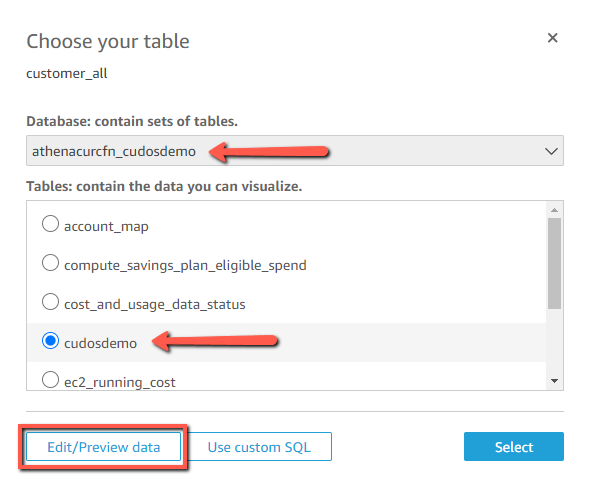 Choose your table
customer_all
Database: contain sets of tables.
athenacurcfn_cudosdemo
Tables: contain the data you can visualize.
account_map
compute_savings_plan_eligible_spend
cost_and_usage_data_status
cudosdemo
ec2_running_cost
Edit/Preview data Use custom SQL Select